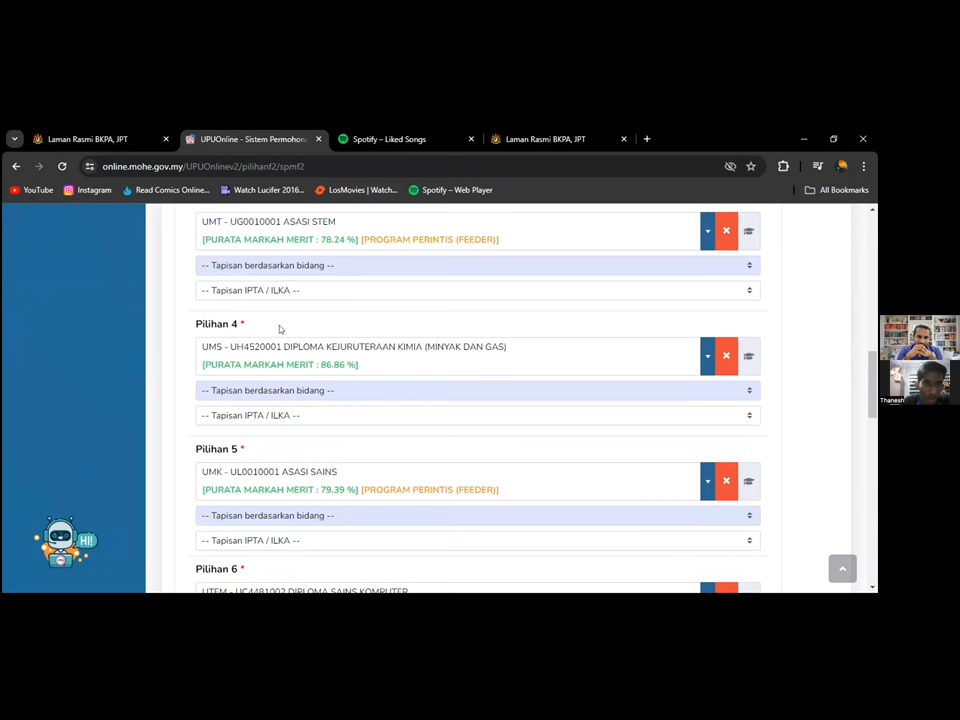 Laman Rasmi BKPA, JPT
UPUOnline - Sistem Permohon
Spotify – Liked Songs
Laman Rasmi BKPA, JPT
online.mohe.gov.my/UPUOnlinev2/pilihanf2/spmf2
YouTube
Instagram
Read Comics Online...
Watch Lucifer 2016...
LosMovies | Watch...
Spotify – Web Player
All Bookmarks
UMT - UG0010001 ASASI STEM
[PURATA MARKAH MERIT : 78.24 %] [PROGRAM PERINTIS (FEEDER)]
-- Tapisan berdasarkan bidang --
-- Tapisan IPTA / ILKA --
Pilihan 4 *
UMS - UH4520001 DIPLOMA KEJURUTERAAN KIMIA (MINYAK DAN GAS)
[PURATA MARKAH MERIT : 86.86 %]
-- Tapisan berdasarkan bidang --
-- Tapisan IPTA / ILKA --
Pilihan 5 *
UMK - UL0010001 ASASI SAINS
[PURATA MARKAH MERIT : 79.39 %] [PROGRAM PERINTIS (FEEDER)]
-- Tapisan berdasarkan bidang --
-- Tapisan IPTA / ILKA --
Pilihan 6 *
UTEM - UC4481002 DIPLOMA SAINS KOMPUTER
HI!
Thanesh